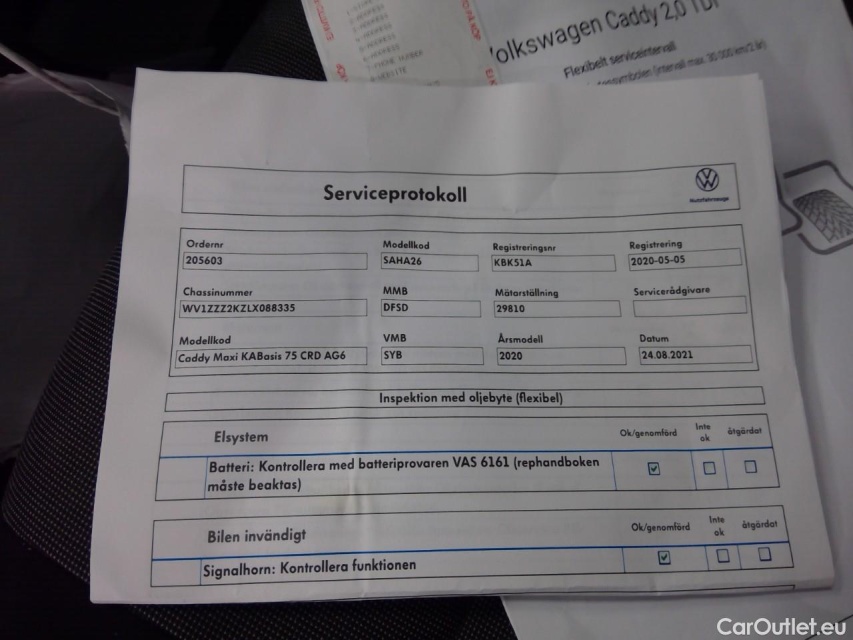 Volkswagen Caddy 2,0 TDI
Flexibelt serviceintervall
Serviceprotokoll
Nutzfahrzeuge
Ordernr Modellkod Registreringsnr Registrering
205603 SAHA26 KBK51A 2020-05-05
Chassinummer MMB Mätarställning Servicerådgivare
WV1ZZZ2KZLX088335 DFSD 29810
Modellkod VMB Årsmodell Datum
Caddy Maxi KABasis 75 CRD AG6 SYB 2020 24.08.2021
Inspektion med oljebyte (flexibel)
Elsystem Ok/genomförd Inte ok åtgärdat
Batteri: Kontrollera med batteriprovaren VAS 6161 (rephandboken
måste beaktas)
Bilen invändigt Ok/genomförd Inte ok åtgärdat
Signalhorn: Kontrollera funktionen
CarOutlet.eu